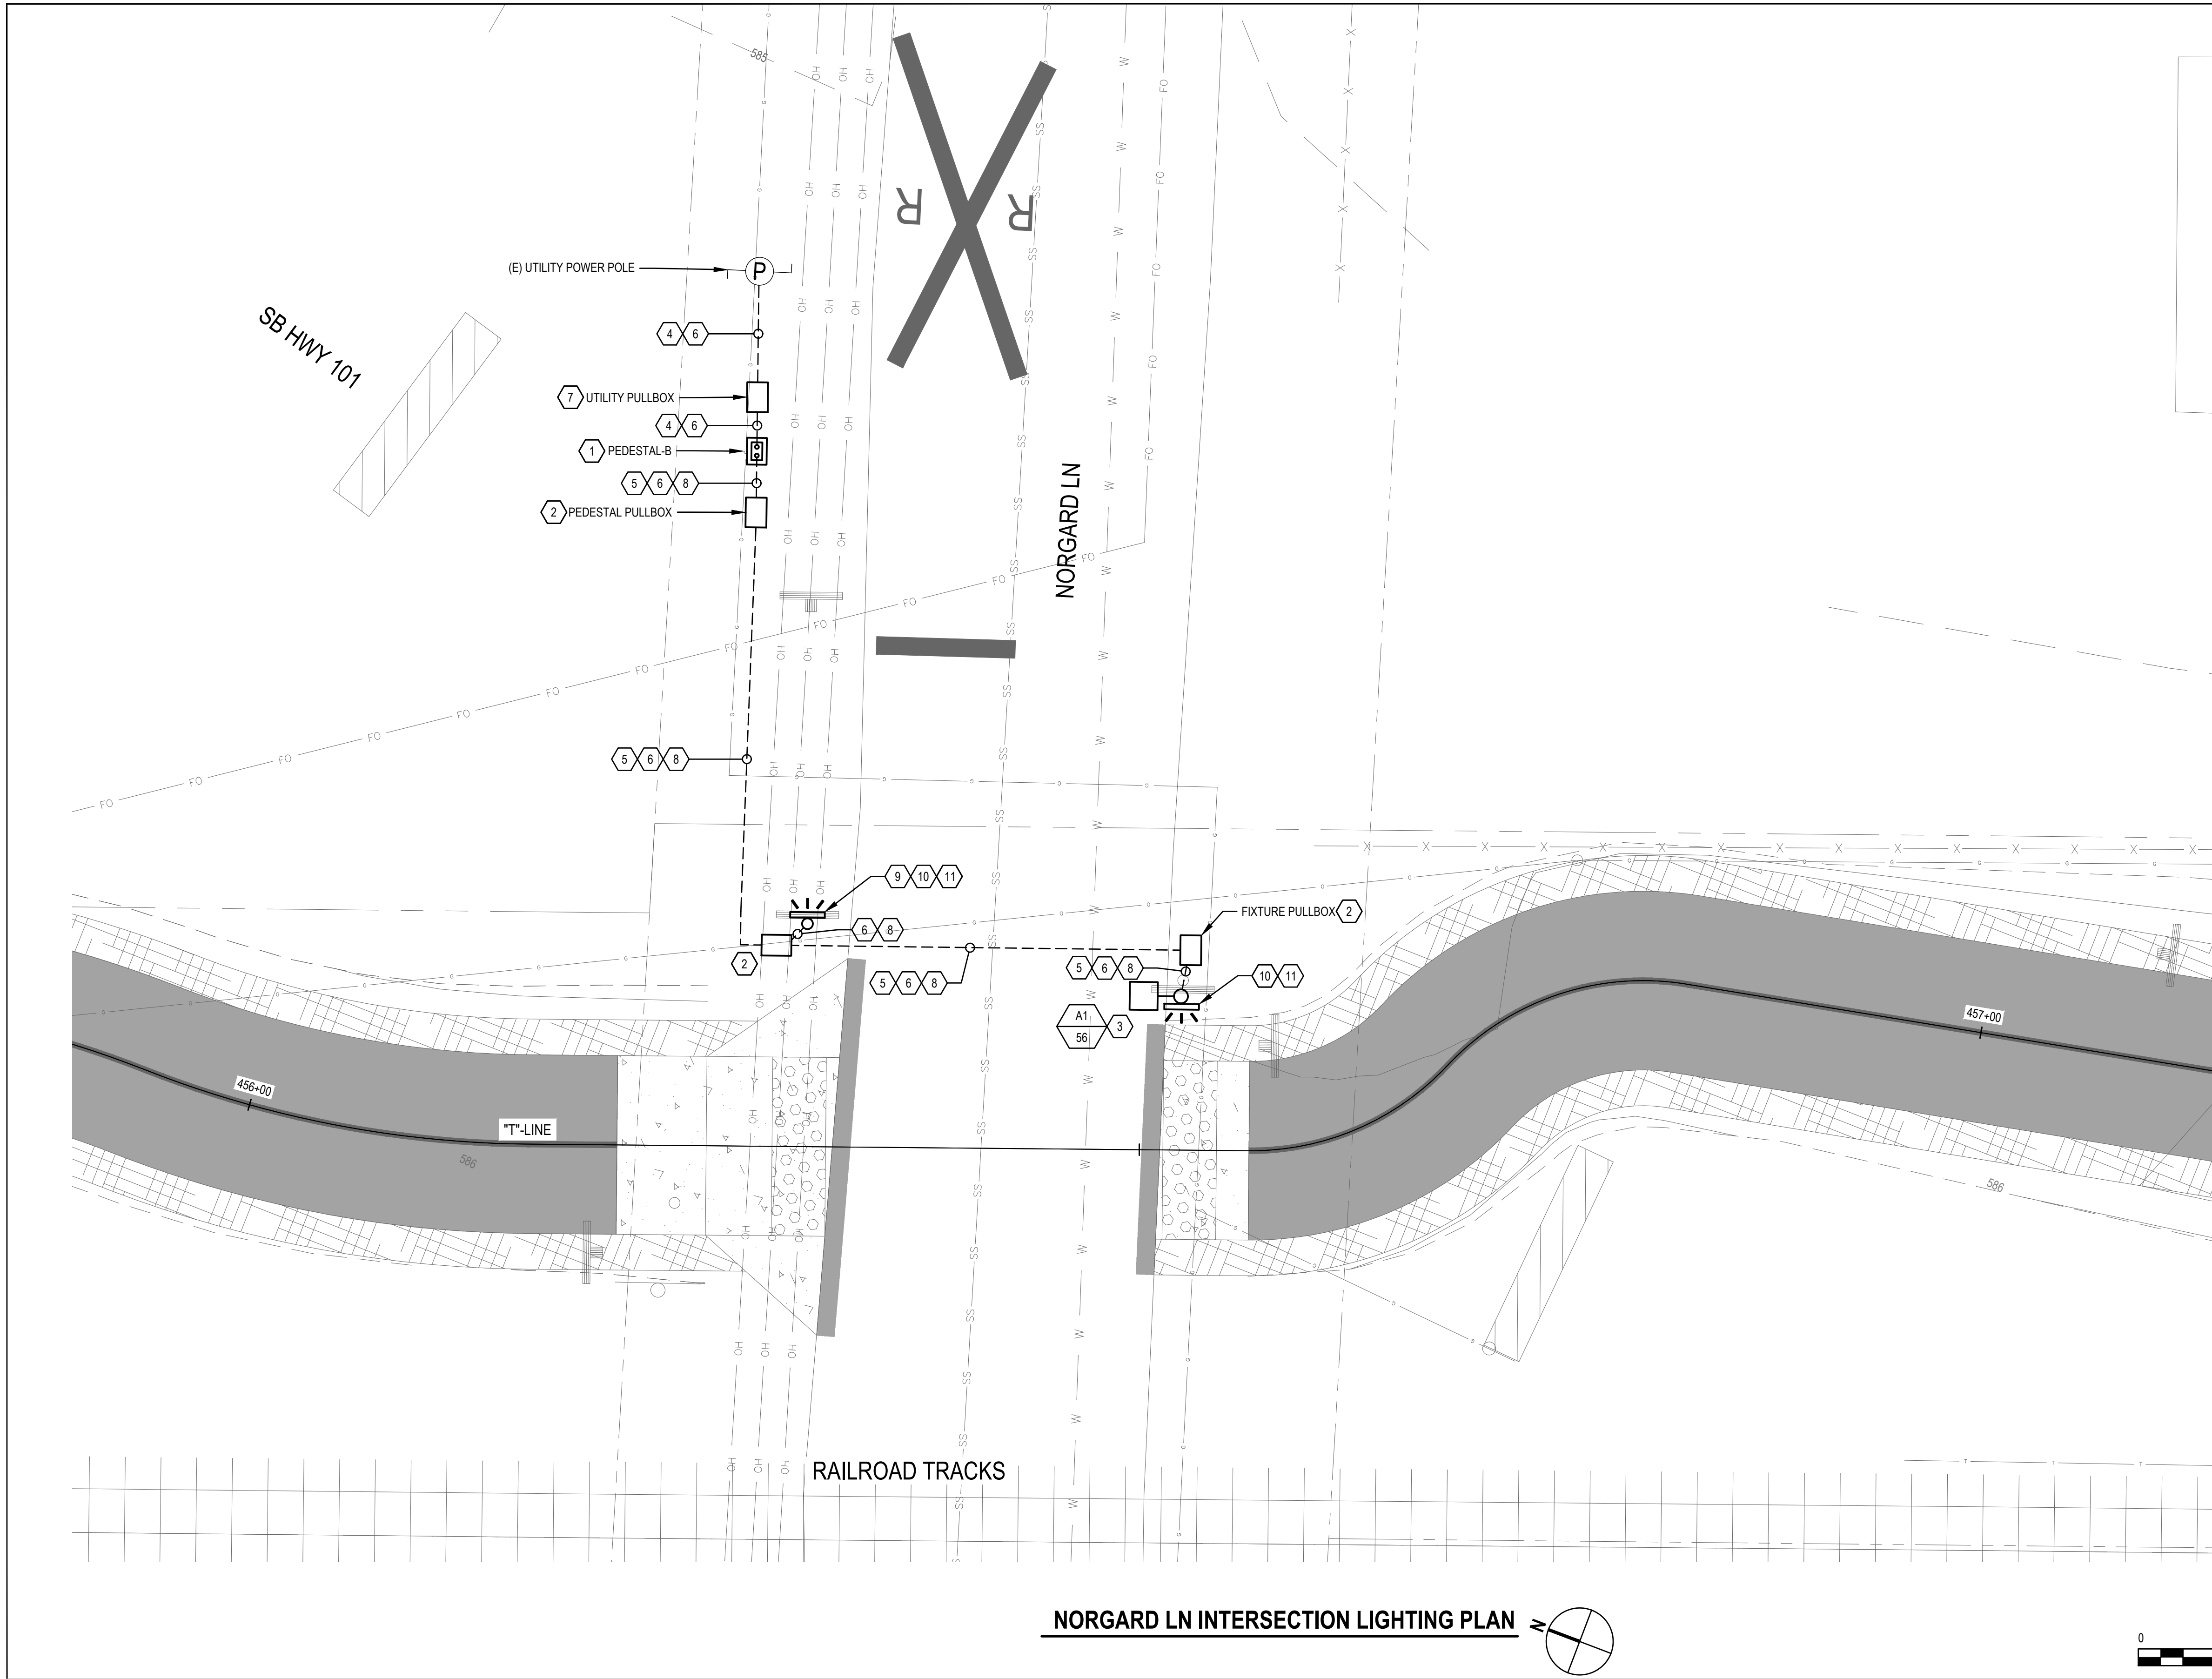 585
R R
(E) UTILITY POWER POLE
P
SB HWY 101
4 6
7 UTILITY PULLBOX
4 6
1 PEDESTAL-B
5 6 8
2 PEDESTAL PULLBOX
NORGARD LN
5 6 8
9 10 11
6 8
FIXTURE PULLBOX 2
2
5 6 8
5 6 8
10 11
A1
56
3
456+00
457+00
"T"-LINE
586
586
RAILROAD TRACKS
NORGARD LN INTERSECTION LIGHTING PLAN
N
0